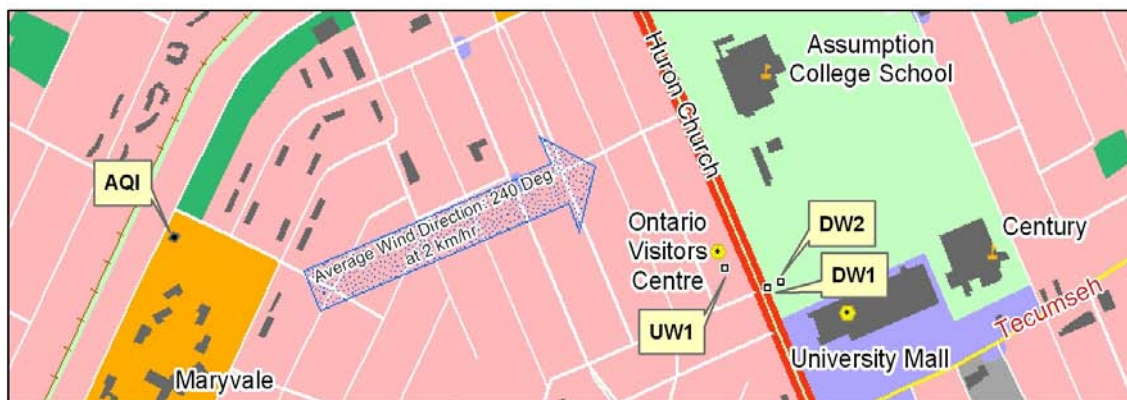 Assumption
College School
Huron Church
AQI
Average Wind Direction: 240 Deg
at 2 km/hr
Ontario
Visitors
Centre
DW2
Century
DW1
UW1
Tecumseh
University Mall
Maryvale